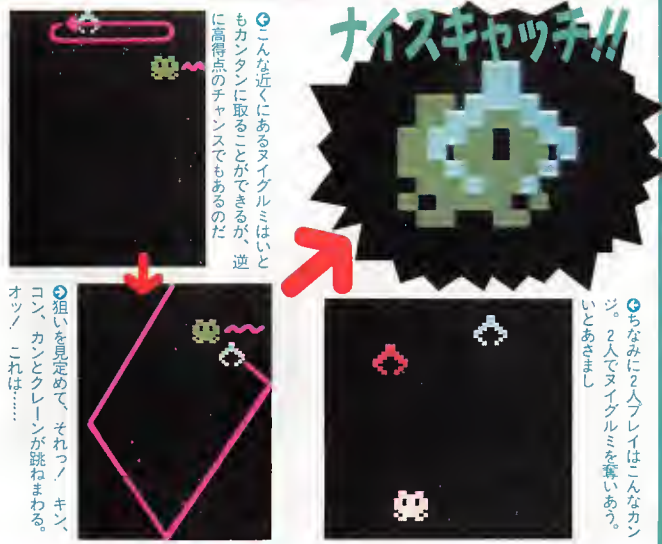 ナイスキャッチ!!
こんな近くにあるヌイグルミはいと
もカンタンに取ることができるが、逆
に高得点のチャンスでもあるのだ
狙いを見定めて、それっ! キン、
コン、カンとクレーンが跳ねまわる。
オッ! これは……
ちなみに2人プレイはこんなカン
ジ。2人でヌイグルミを奪いあう。
いとあさまし